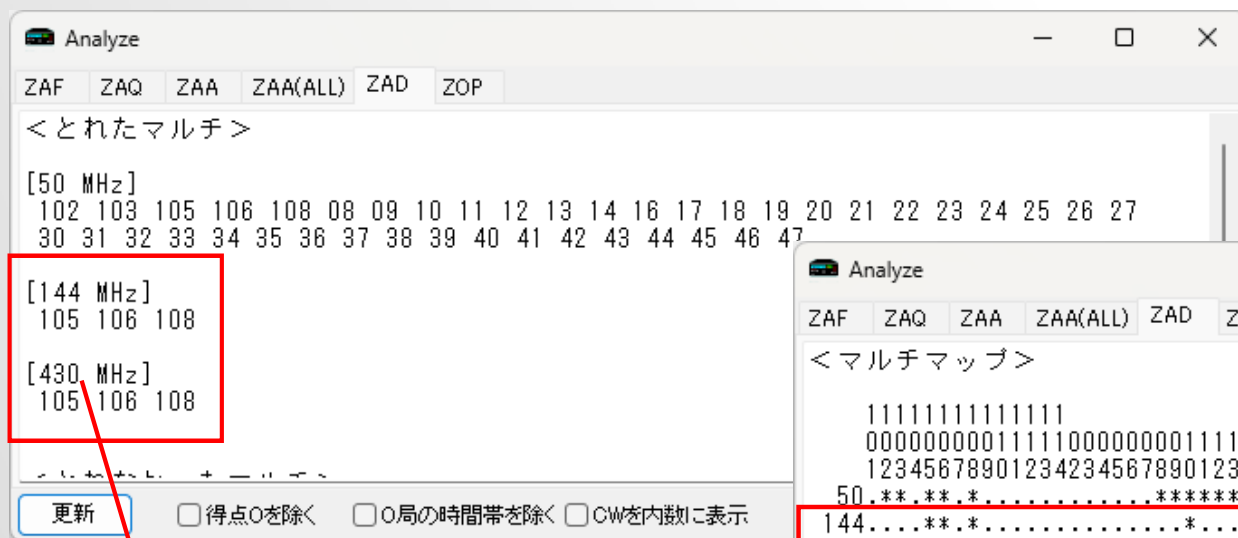 Analyze
ZAF ZAQ ZAA ZAA(ALL) ZAD ZOP
<とれたマルチ>
[50 MHz]
102 103 105 106 108 08 09 10 11 12 13 14 16 17 18 19 20 21 22 23 24 25 26 27
30 31 32 33 34 35 36 37 38 39 40 41 42 43 44 45 46 47
[144 MHz]
105 106 108
[430 MHz]
105 106 108
更新 得点0を除く 0局の時間帯を除く CWを内数に表示
Analyze
ZAF ZAQ ZAA ZAA(ALL) ZAD Z
<マルチマップ>
11111111111111
00000000011111000000001111
12345678901234234567890123
50.**.**.*.............******
144....**.*..............*...